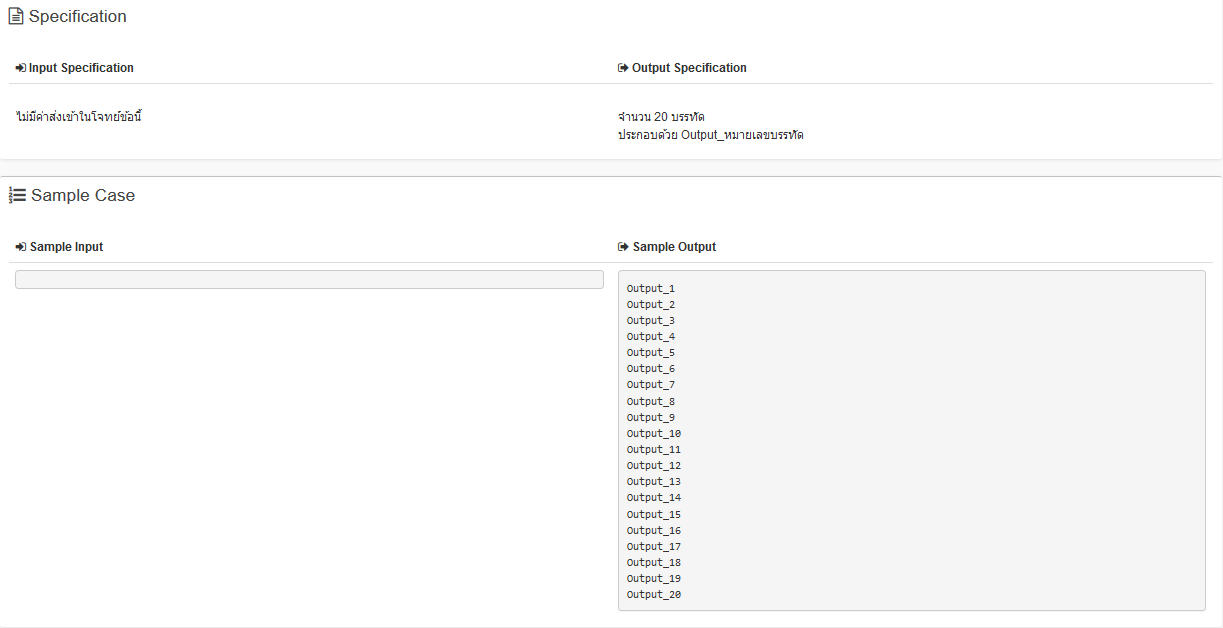 Specification
Input Specification
Output Specification
ไม่มีค่าส่งเข้าในโจทย์ข้อนี้
จำนวน 20 บรรทัด
ประกอบด้วย Output_หมายเลขบรรทัด
Sample Case
Sample Input
Sample Output
Output_1
Output_2
Output_3
Output_4
Output_5
Output_6
Output_7
Output_8
Output_9
Output_10
Output_11
Output_12
Output_13
Output_14
Output_15
Output_16
Output_17
Output_18
Output_19
Output_20